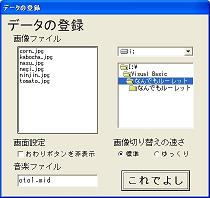 データの登録
データの登録
画像ファイル
corn.jpg
kabocha.jpg
nasu.jpg
negi.jpg
ninjin.jpg
tomato.jpg
i:
I:¥
Visual Basic
なんでもルーレット
なんでもルーレット
画面設定
おわりボタンを非表示
画像切り替えの速さ
標準
ゆっくり
音楽ファイル
oto1.mid
これでよし